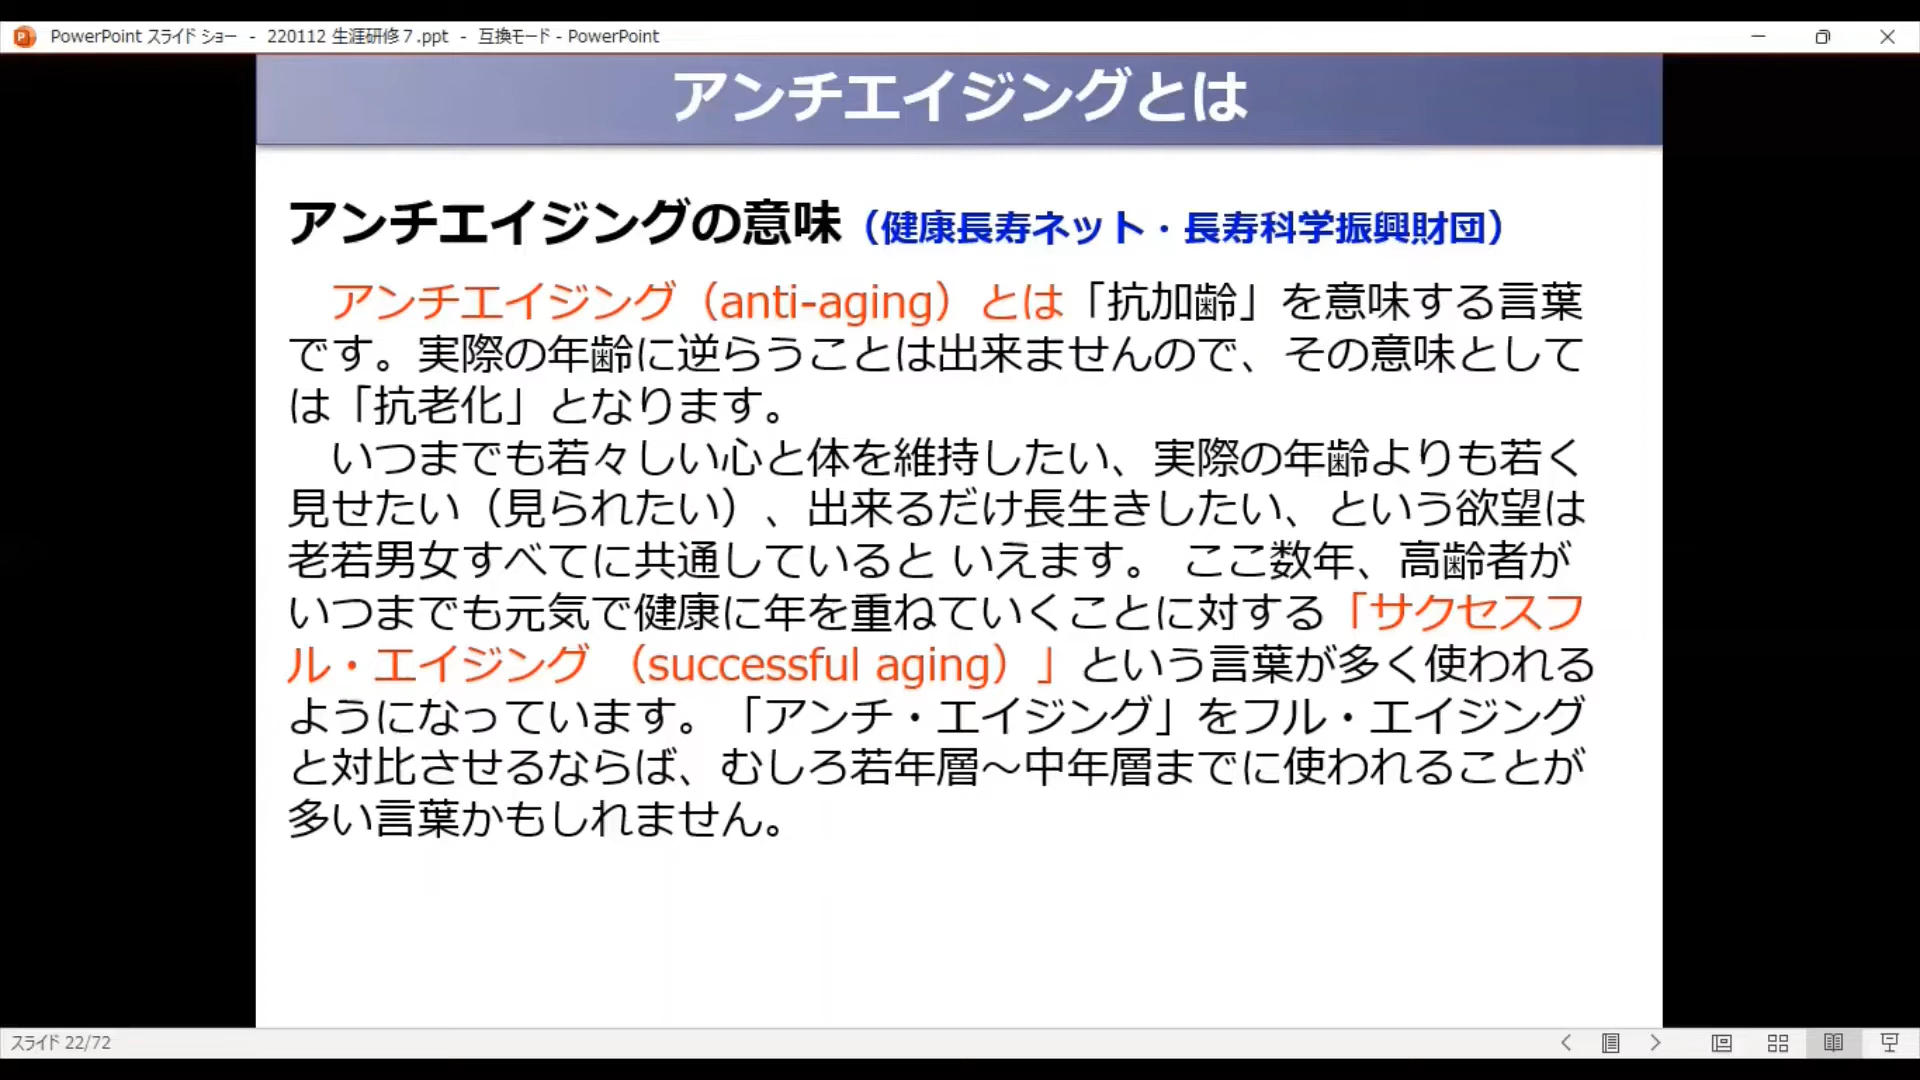 PowerPoint スライド ショー - 220112 生涯研修７.ppt - 互換モード - PowerPoint
アンチエイジングとは
アンチエイジングの意味（健康長寿ネット・長寿科学振興財団）
アンチエイジング（anti-aging）とは「抗加齢」を意味する言葉
です。実際の年齢に逆らうことは出来ませんので、その意味として
は「抗老化」となります。
いつまでも若々しい心と体を維持したい、実際の年齢よりも若く
見せたい（見られたい）、出来るだけ長生きしたい、という欲望は
老若男女すべてに共通していると いえます。 ここ数年、高齢者が
いつまでも元気で健康に年を重ねていくことに対する「サクセスフ
ル・エイジング （successful aging）」という言葉が多く使われる
ようになっています。「アンチ・エイジング」をフル・エイジング
と対比させるならば、むしろ若年層～中年層までに使われることが
多い言葉かもしれません。
スライド 22/72